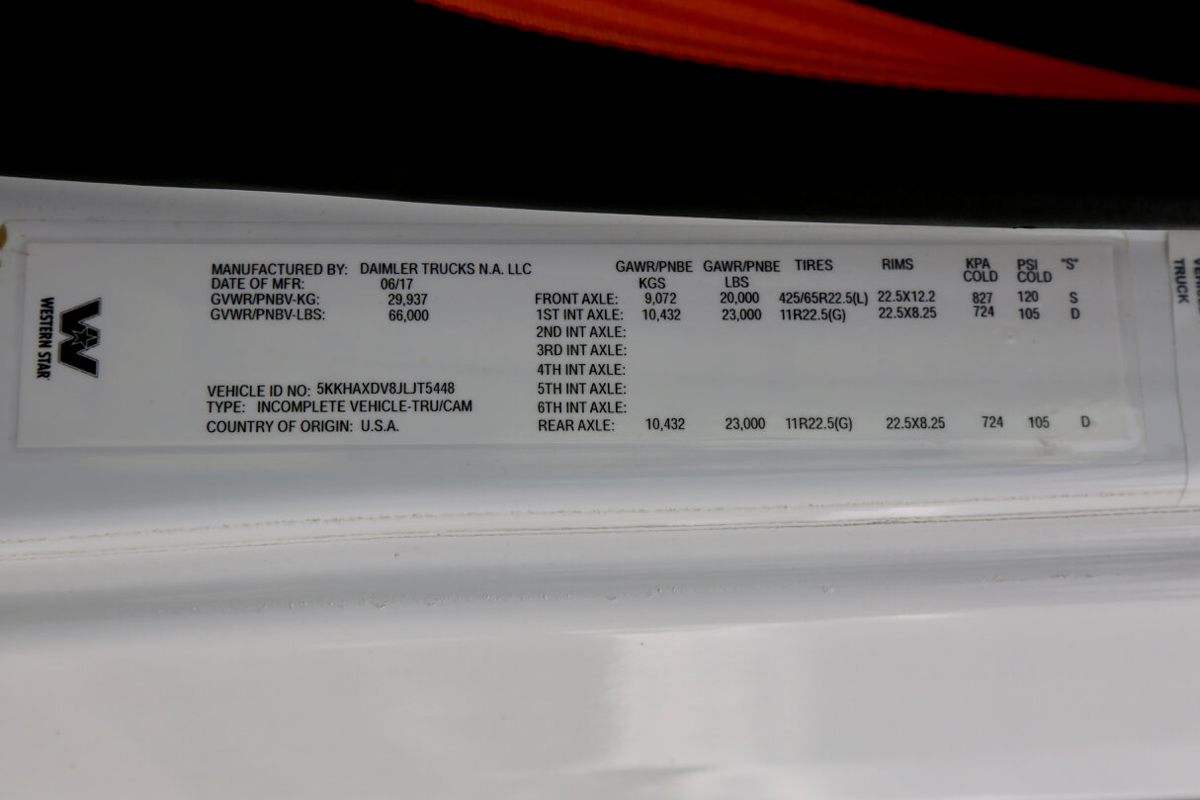 MANUFACTURED BY: DAIMLER TRUCKS N.A. LLC
DATE OF MFR: 06/17
GVWR/PNBV-KG: 29,937
GVWR/PNBV-LBS: 66,000
VEHICLE ID NO: 5KKHAXDV8JLJT5448
TYPE: INCOMPLETE VEHICLE-TRU/CAM
COUNTRY OF ORIGIN: U.S.A.
GAWR/PNBE KGS GAWR/PNBE LBS TIRES RIMS KPA COLD PSI COLD "S"
FRONT AXLE: 9,072 20,000 425/65R22.5(L) 22.5X12.2 827 120 S
1ST INT AXLE: 10,432 23,000 11R22.5(G) 22.5X8.25 724 105 D
2ND INT AXLE:
3RD INT AXLE:
4TH INT AXLE:
5TH INT AXLE:
6TH INT AXLE:
REAR AXLE: 10,432 23,000 11R22.5(G) 22.5X8.25 724 105 D
WESTERN STAR
TRUCK